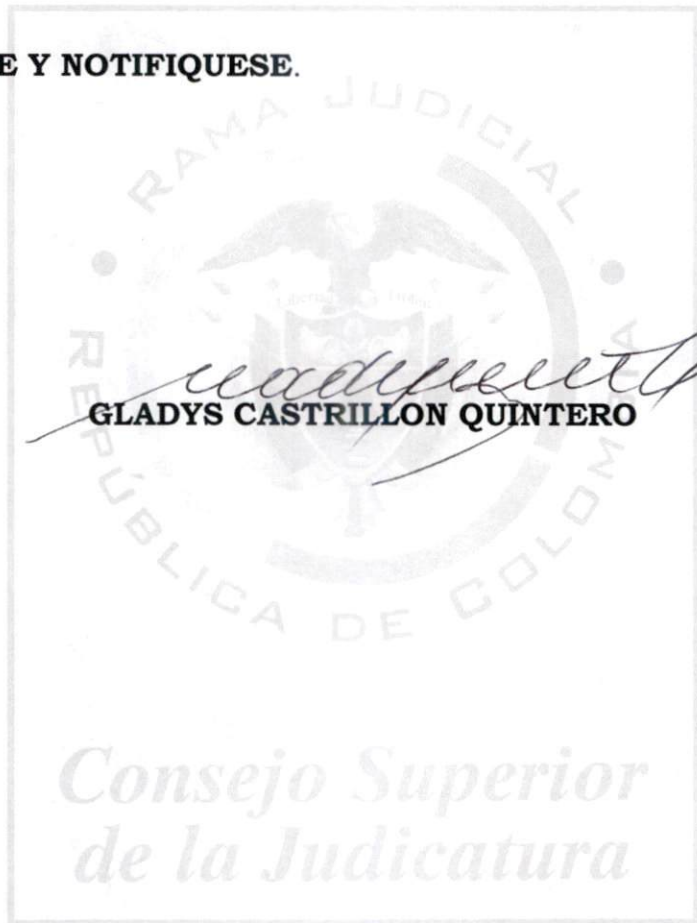 E Y NOTIFIQUESE.
RAMA JUDICIAL
REPÚBLICA DE COLOMBIA
GLADYS CASTRILLON QUINTERO
Consejo Superior
de la Judicatura